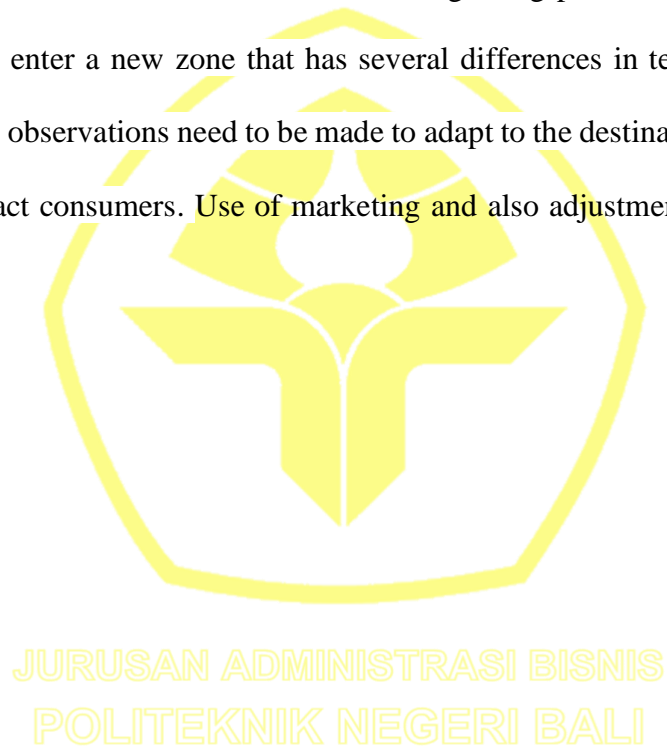 enter a new zone that has several differences in te
observations need to be made to adapt to the destina
act consumers. Use of marketing and also adjustmen
JURUSAN ADMINISTRASI BISNIS
POLITEKNIK NEGERI BALI